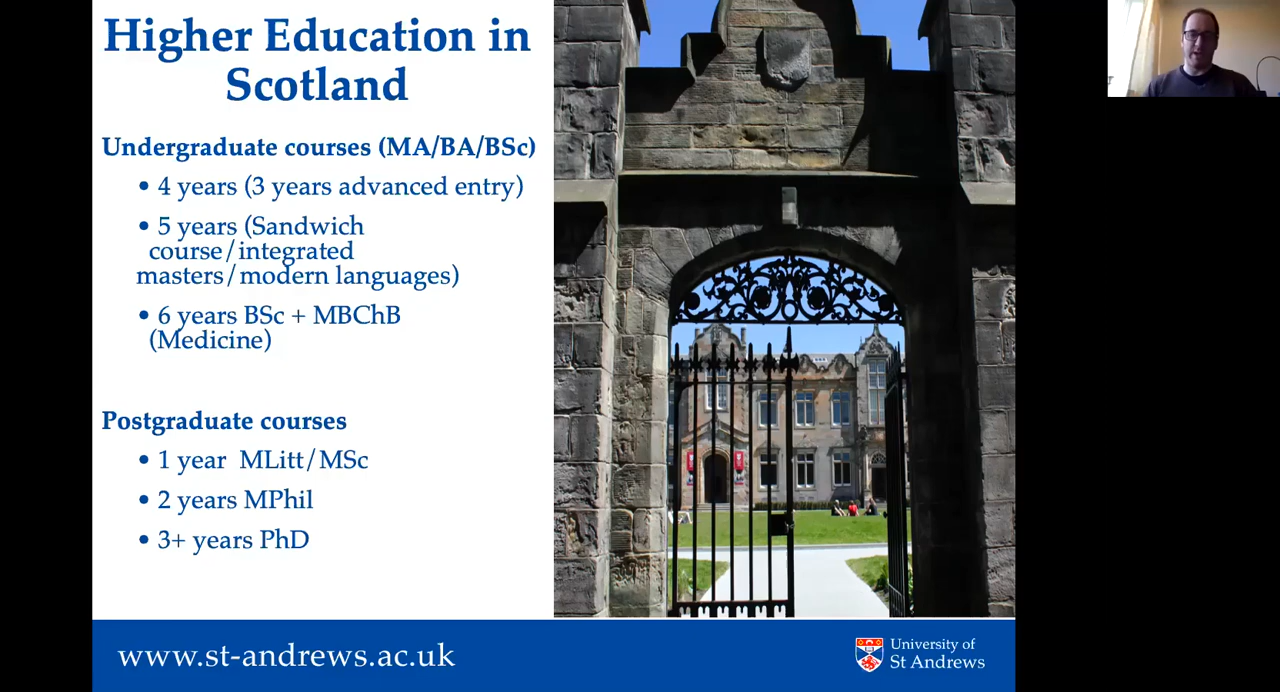 Higher Education in
Scotland
Undergraduate courses (MA/BA/BSc)
• 4 years (3 years advanced entry)
• 5 years (Sandwich
course/integrated
masters/modern languages)
• 6 years BSc + MBChB
(Medicine)
Postgraduate courses
• 1 year MLitt/MSc
• 2 years MPhil
• 3+ years PhD
www.st-andrews.ac.uk
University of
St Andrews